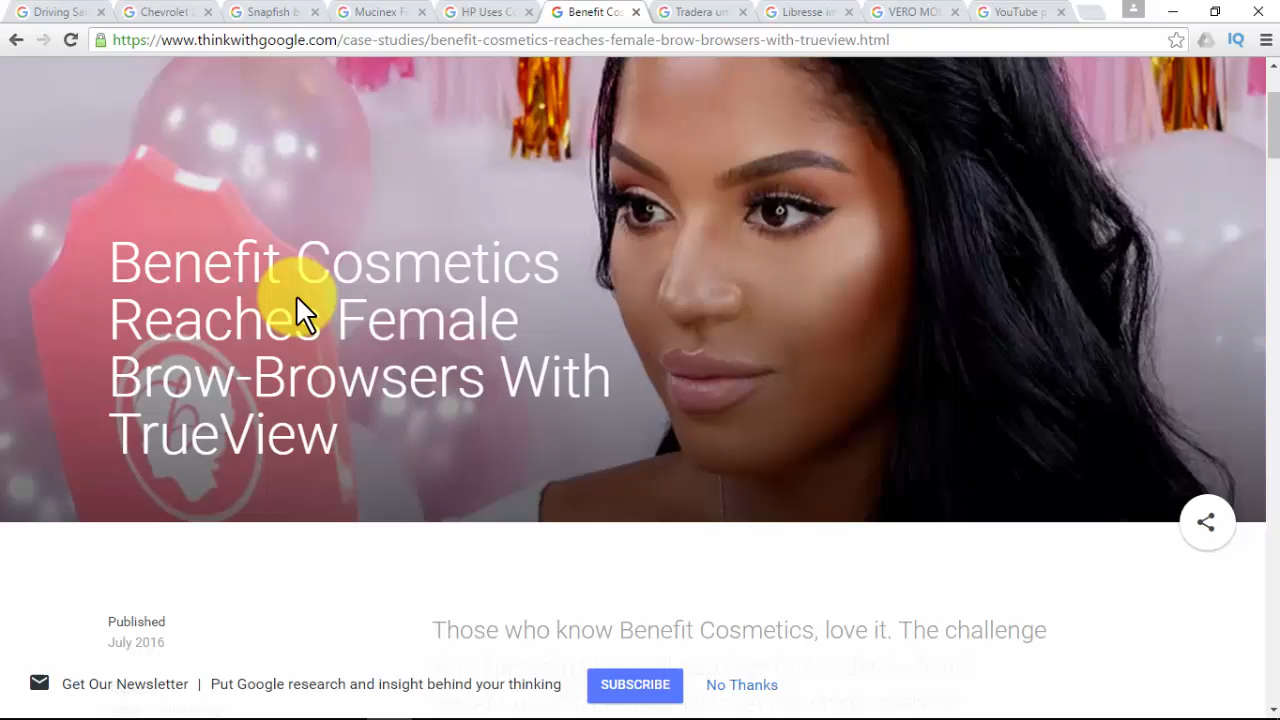 Driving Sal
Chevrolet
Snapfish b
Mucinex F
HP Uses C
Benefit Co
Tradera un
Libresse in
VERO MO
YouTube p
https://www.thinkwithgoogle.com/case-studies/benefit-cosmetics-reaches-female-brow-browsers-with-trueview.html
IQ
Benefit Cosmetics
Reaches Female
Brow-Browsers With
TrueView
Published
July 2016
Those who know Benefit Cosmetics, love it. The challenge
Get Our Newsletter | Put Google research and insight behind your thinking
SUBSCRIBE
No Thanks